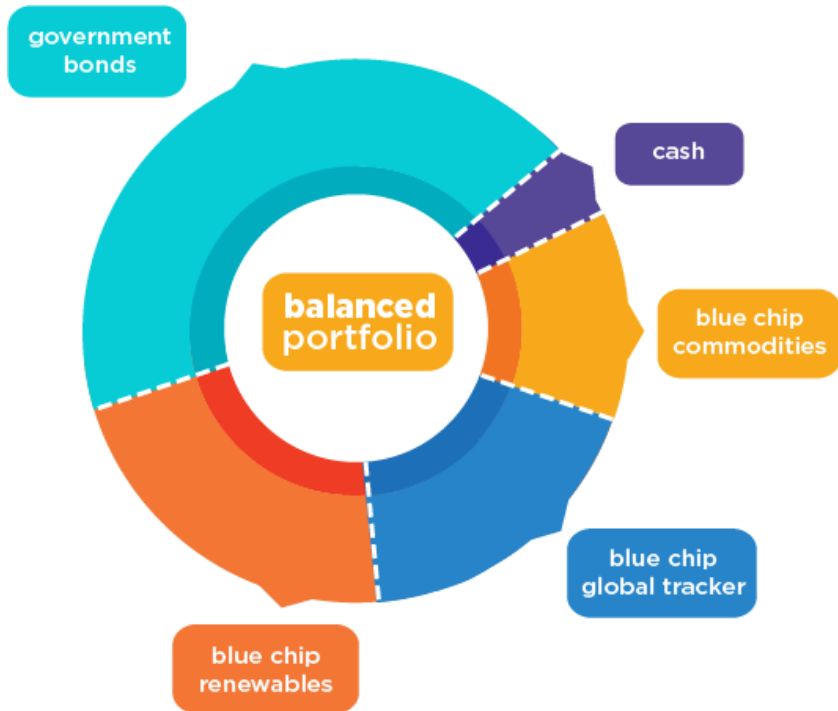 government
bonds
cash
balanced
portfolio
blue chip
commodities
blue chip
global tracker
blue chip
renewables